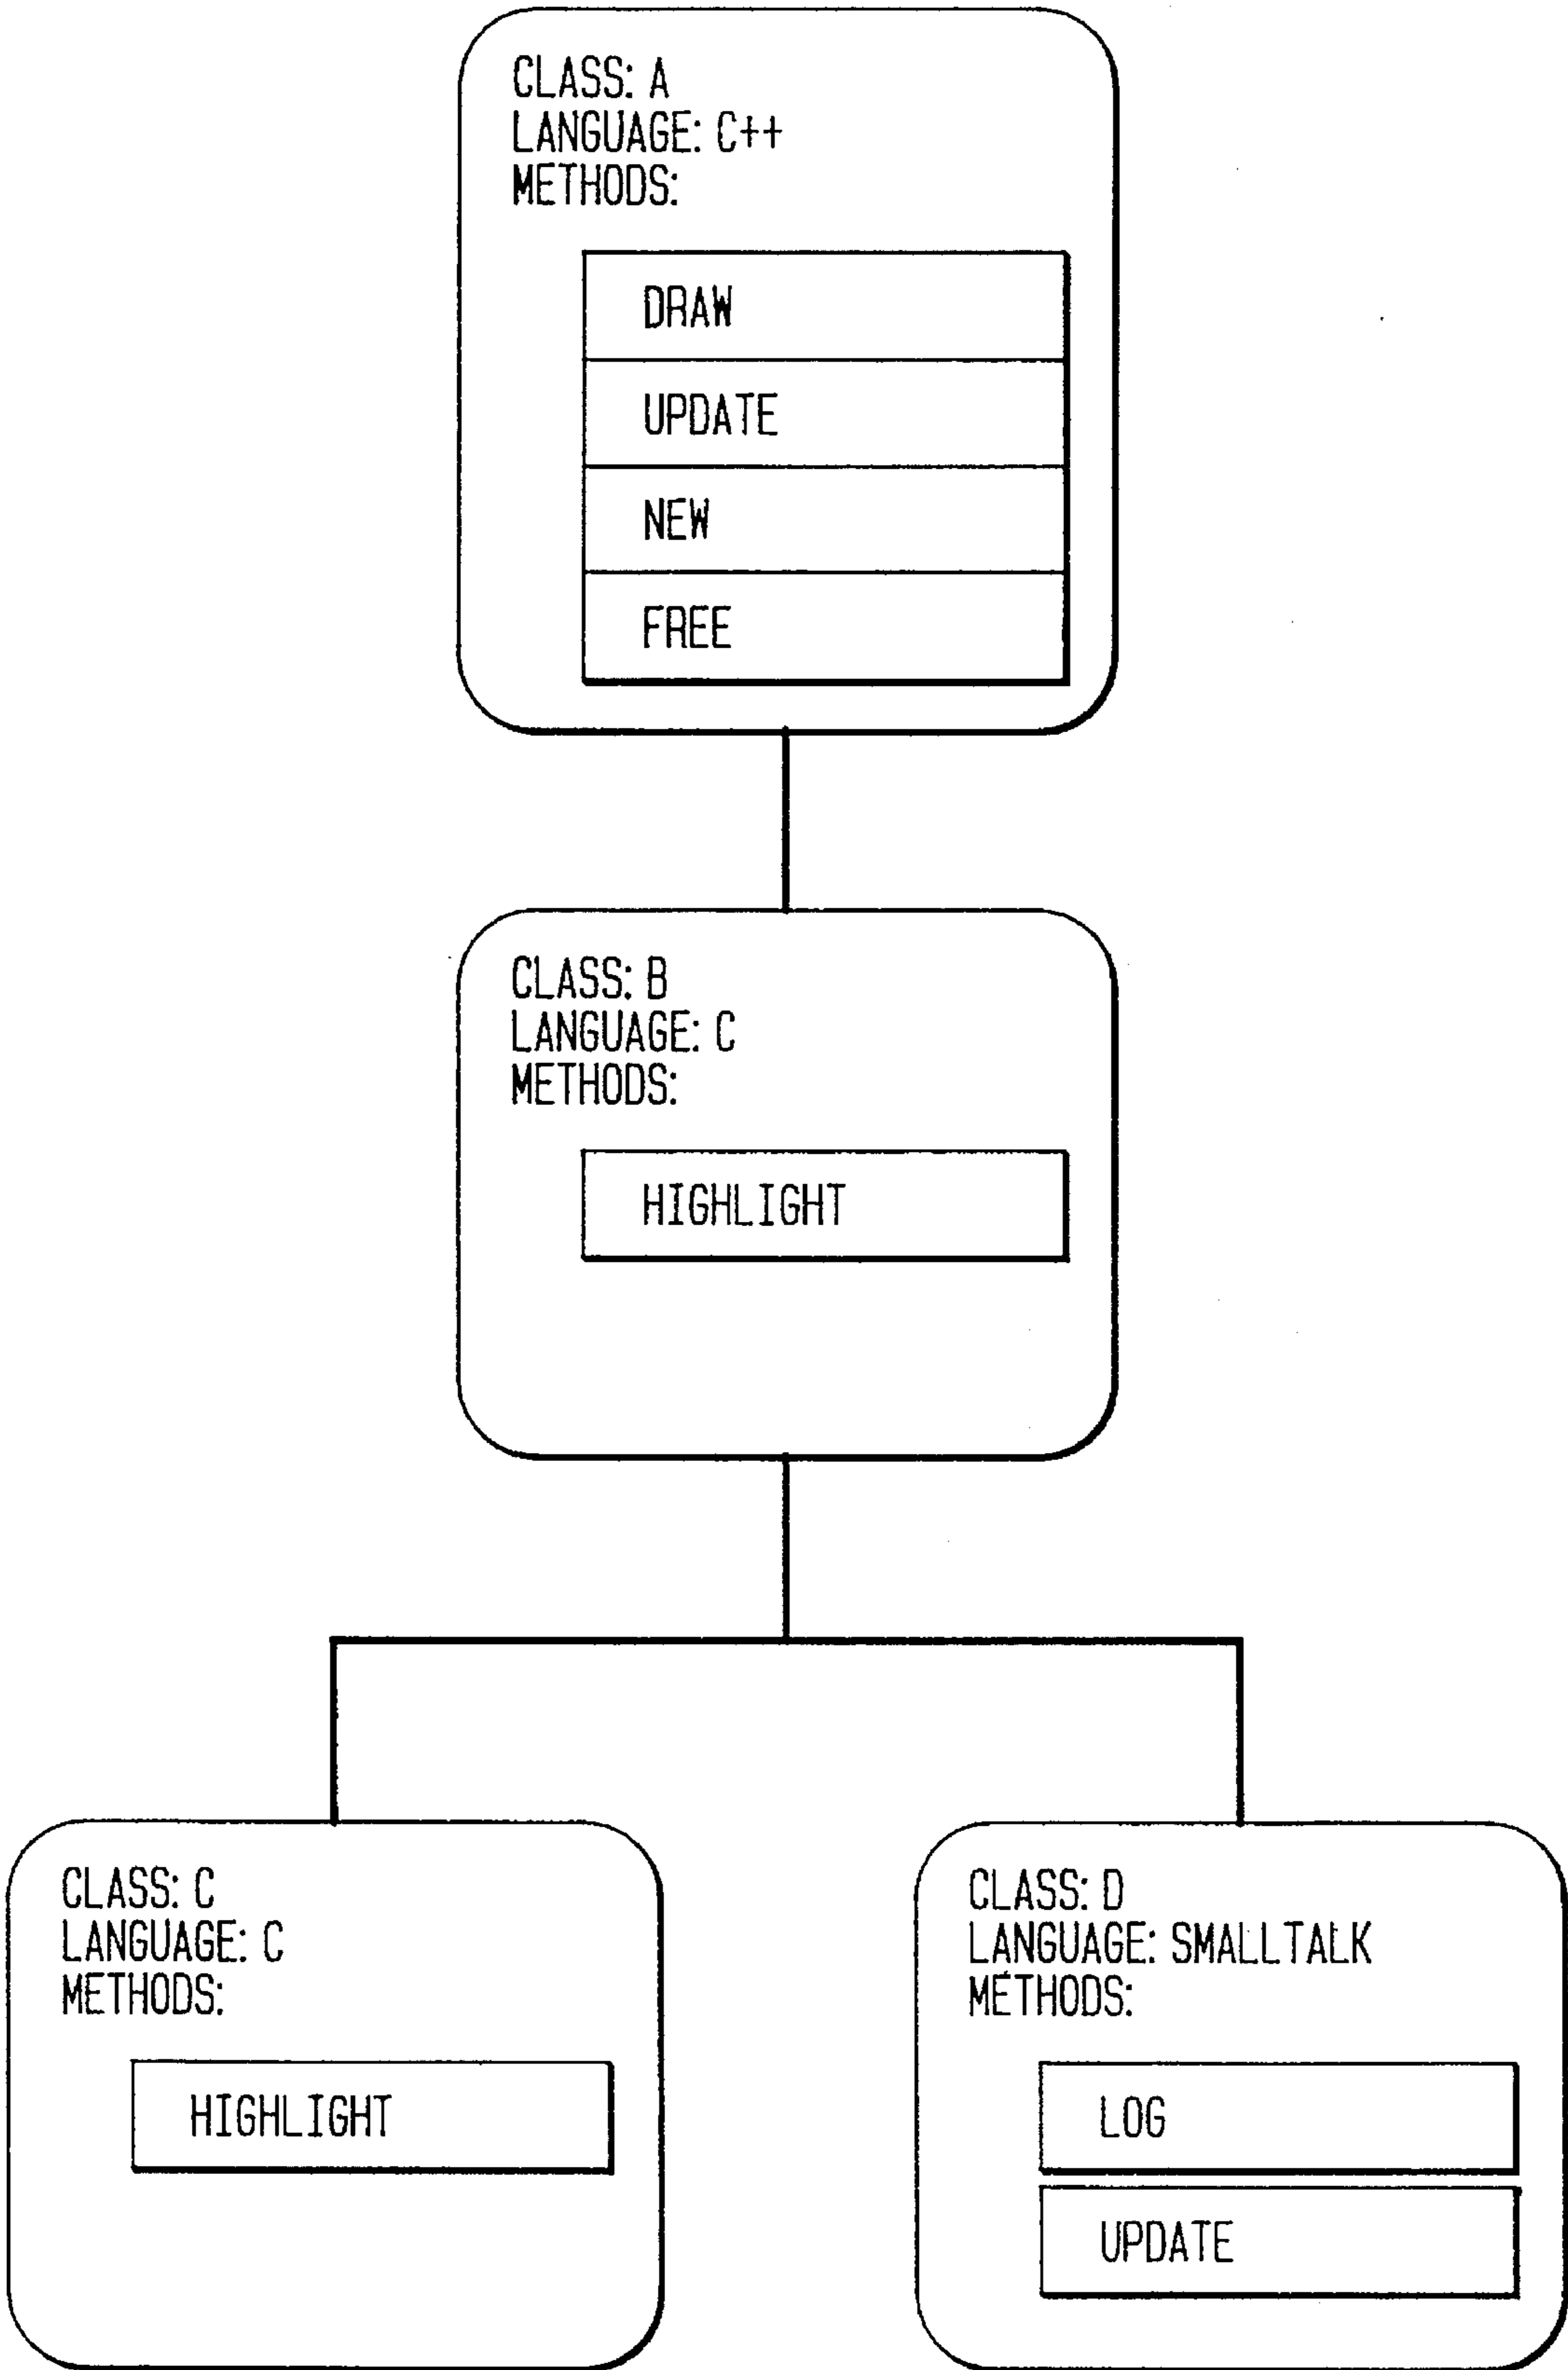 CLASS: A
LANGUAGE: C++
METHODS:
DRAW
UPDATE
NEW
FREE
CLASS: B
LANGUAGE: C
METHODS:
HIGHLIGHT
CLASS: C
LANGUAGE: C
METHODS:
HIGHLIGHT
CLASS: D
LANGUAGE: SMALLTALK
METHODS:
LOG
UPDATE